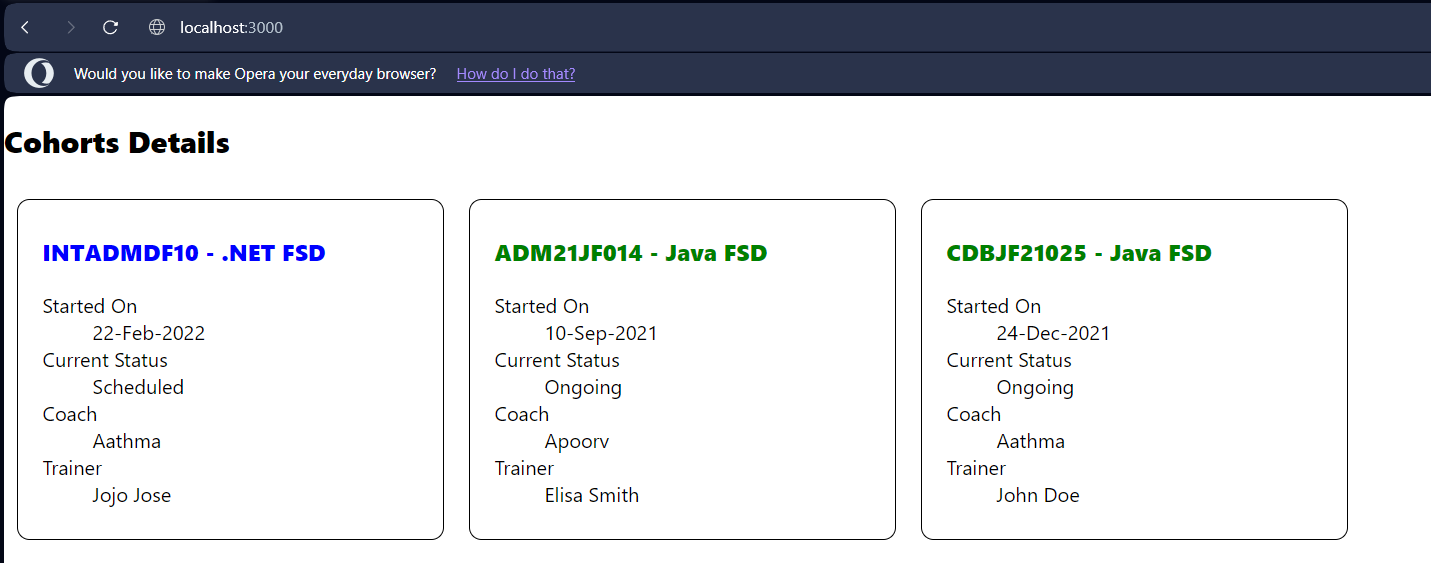 localhost:3000
Would you like to make Opera your everyday browser? How do I do that?
Cohorts Details
INTADMDF10 - .NET FSD
Started On
22-Feb-2022
Current Status
Scheduled
Coach
Aathma
Trainer
Jojo Jose
ADM21JF014 - Java FSD
Started On
10-Sep-2021
Current Status
Ongoing
Coach
Apoorv
Trainer
Elisa Smith
CDBJF21025 - Java FSD
Started On
24-Dec-2021
Current Status
Ongoing
Coach
Aathma
Trainer
John Doe